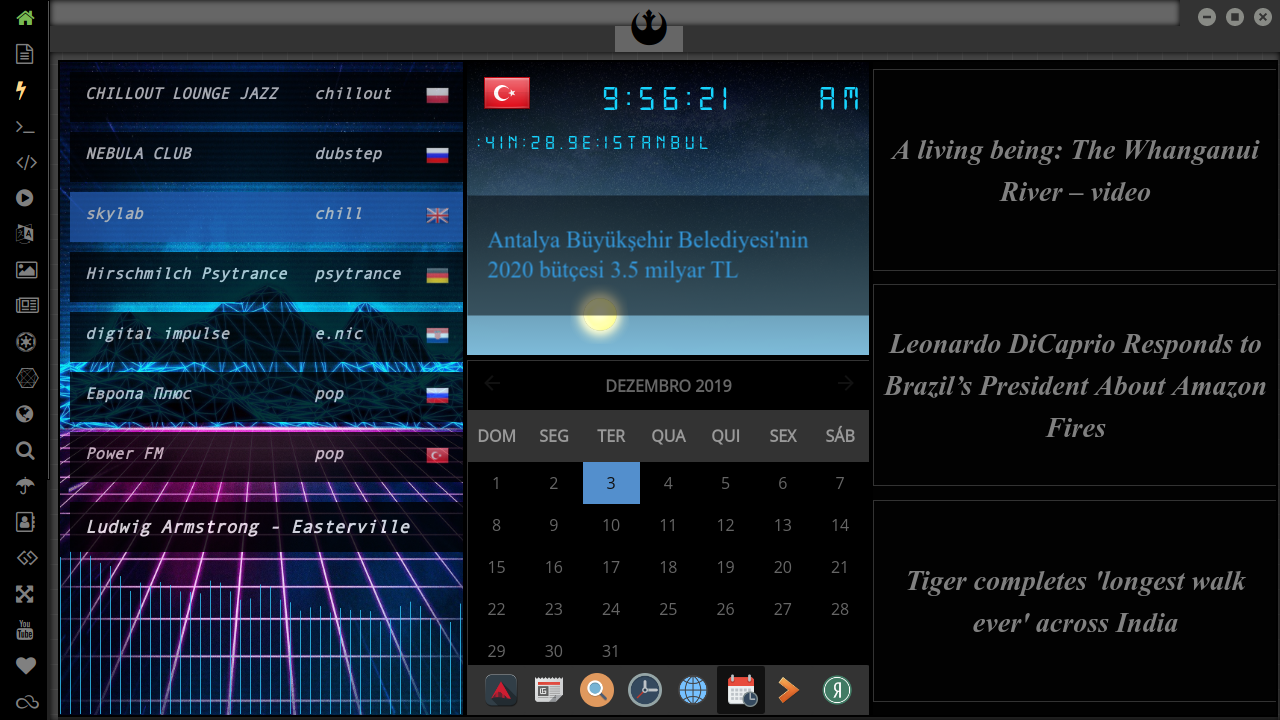 CHILLOUT LOUNGE JAZZ chillout
NEBULA CLUB dubstep
skylab chill
Hirschmilch Psytrance psytrance
digital impulse e.nic
Европа Плюс pop
Power FM pop
Ludwig Armstrong - Easterville
9:56:21 AM
:41N:28.9E:ISTANBUL
Antalya Büyükşehir Belediyesi'nin
2020 bütçesi 3.5 milyar TL
DEZEMBRO 2019
DOM SEG TER QUA QUI SEX SÁB
1 2 3 4 5 6 7
8 9 10 11 12 13 14
15 16 17 18 19 20 21
22 23 24 25 26 27 28
29 30 31
A living being: The Whanganui
River – video
Leonardo DiCaprio Responds to
Brazil’s President About Amazon
Fires
Tiger completes 'longest walk
ever' across India
You
Tube
Я